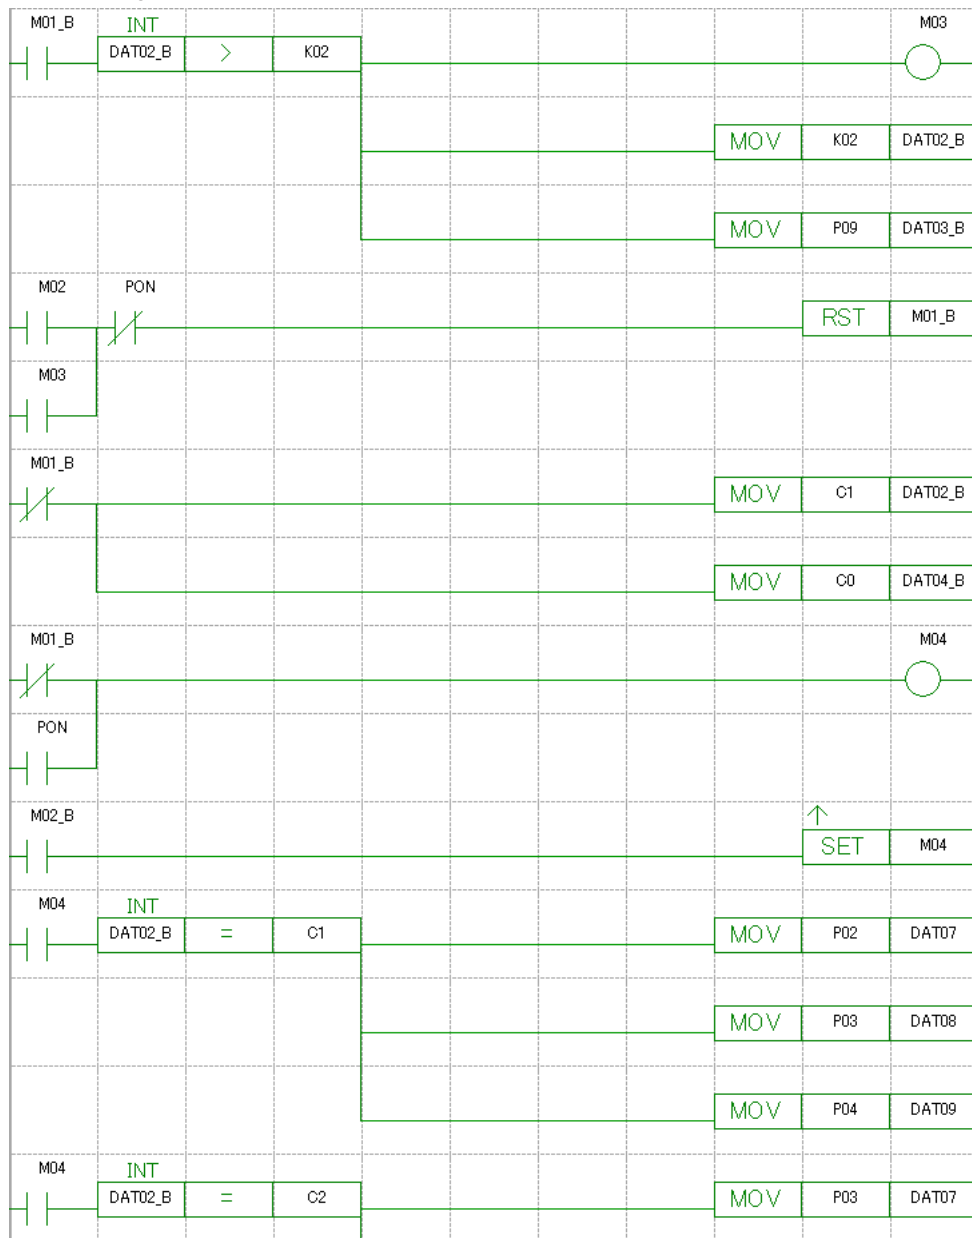 M01_B INT M03
DAT02_B > K02
MOV K02 DAT02_B
MOV P09 DAT03_B
M02 PON
RST M01_B
M03
M01_B
MOV C1 DAT02_B
MOV C0 DAT04_B
M01_B M04
PON
M02_B ↑
SET M04
M04 INT
DAT02_B = C1 MOV P02 DAT07
MOV P03 DAT08
MOV P04 DAT09
M04 INT
DAT02_B = C2 MOV P03 DAT07